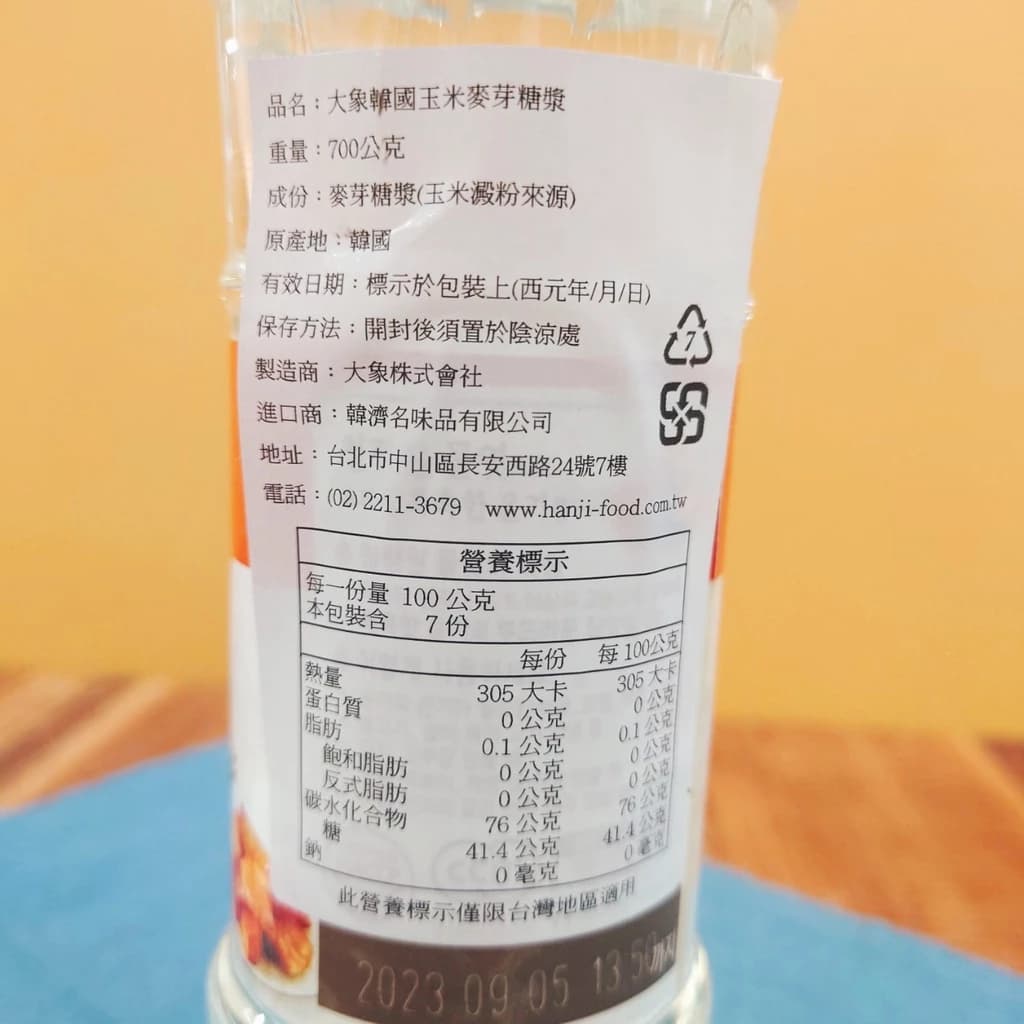 品名：大象韓國玉米麥芽糖漿
重量：700公克
成份：麥芽糖漿(玉米澱粉來源)
原產地：韓國
有效日期：標示於包裝上(西元年/月/日)
保存方法：開封後須置於陰涼處
7
製造商：大象株式會社
進口商：韓濟名味品有限公司
地址：台北市中山區長安西路24號7樓
電話：(02) 2211-3679 www.hanji-food.com.tw
營養標示
每一份量 100 公克
本包裝含 7 份
每份 每 100公克
熱量 305 大卡 305 大卡
蛋白質 0 公克 0 公克
脂肪 0.1 公克 0.1 公克
飽和脂肪 0 公克 0 公克
反式脂肪 0 公克 0 公克
碳水化合物 76 公克 76 公克
糖 41.4 公克 41.4 公克
鈉 0 毫克 0 毫克
此營養標示僅限台灣地區適用
2023.09.05 까지